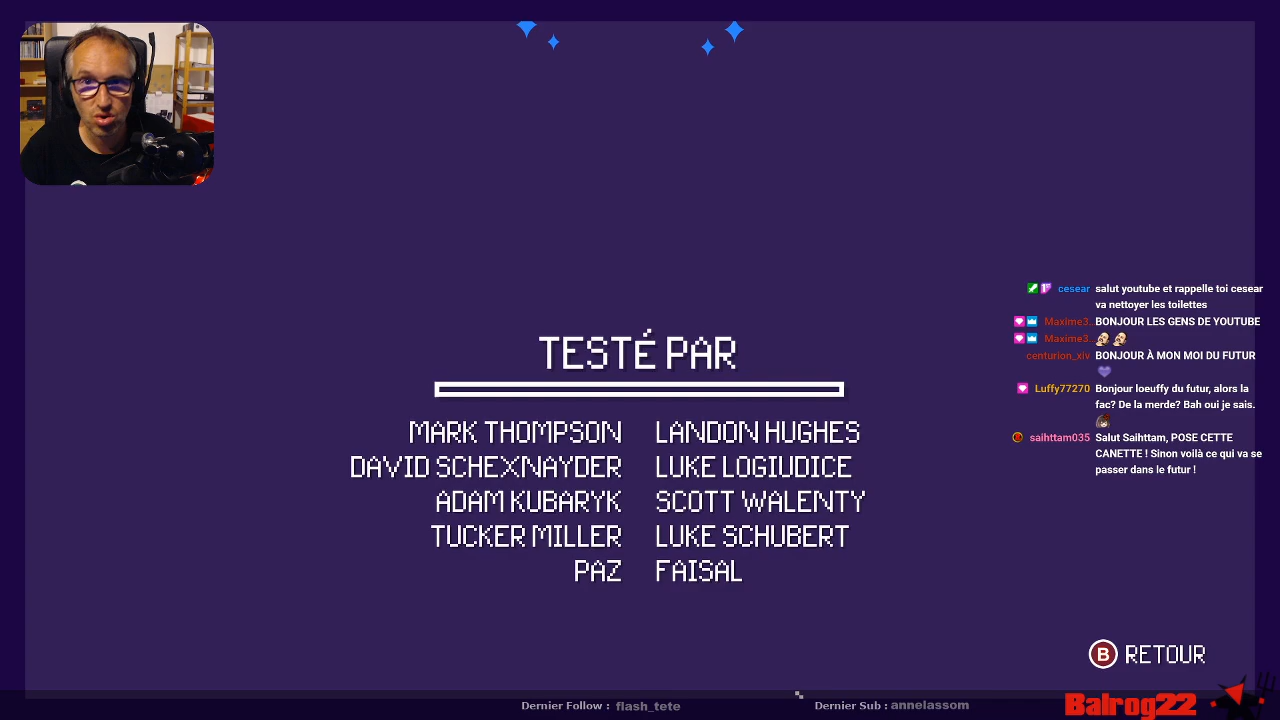 TESTÉ PAR
MARK THOMPSON LANDON HUGHES
DAVID SCHEXNAYDER LUKE LOGIUDICE
ADAM KUBARYK SCOTT WALENTY
TUCKER MILLER LUKE SCHUBERT
PAZ FAISAL
cesear salut youtube et rappelle toi cesear
va nettoyer les toilettes
Maxime3.. BONJOUR LES GENS DE YOUTUBE
Maxime3..
centurion_xiv BONJOUR À MON MOI DU FUTUR
Luffy77270 Bonjour loeuffy du futur, alors la
fac? De la merde? Bah oui je sais.
saihttam035 Salut Saihttam, POSE CETTE
CANETTE ! Sinon voilà ce qui va se
passer dans le futur !
B RETOUR
Dernier Follow : flash_tete
Dernier Sub : annelassom
Balrog22